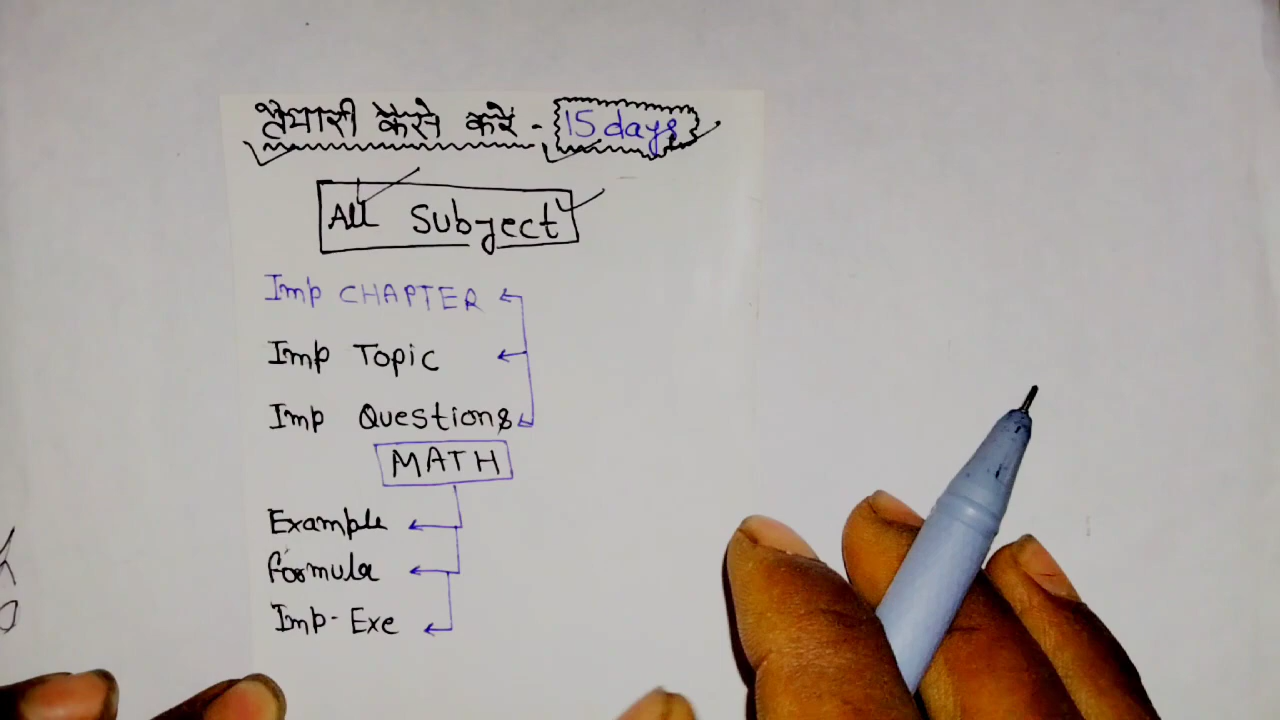 तैयारी कैसे करें - 15 days
All Subject
Imp CHAPTER
Imp Topic
Imp Questions
MATH
Example
formula
Imp - Exe